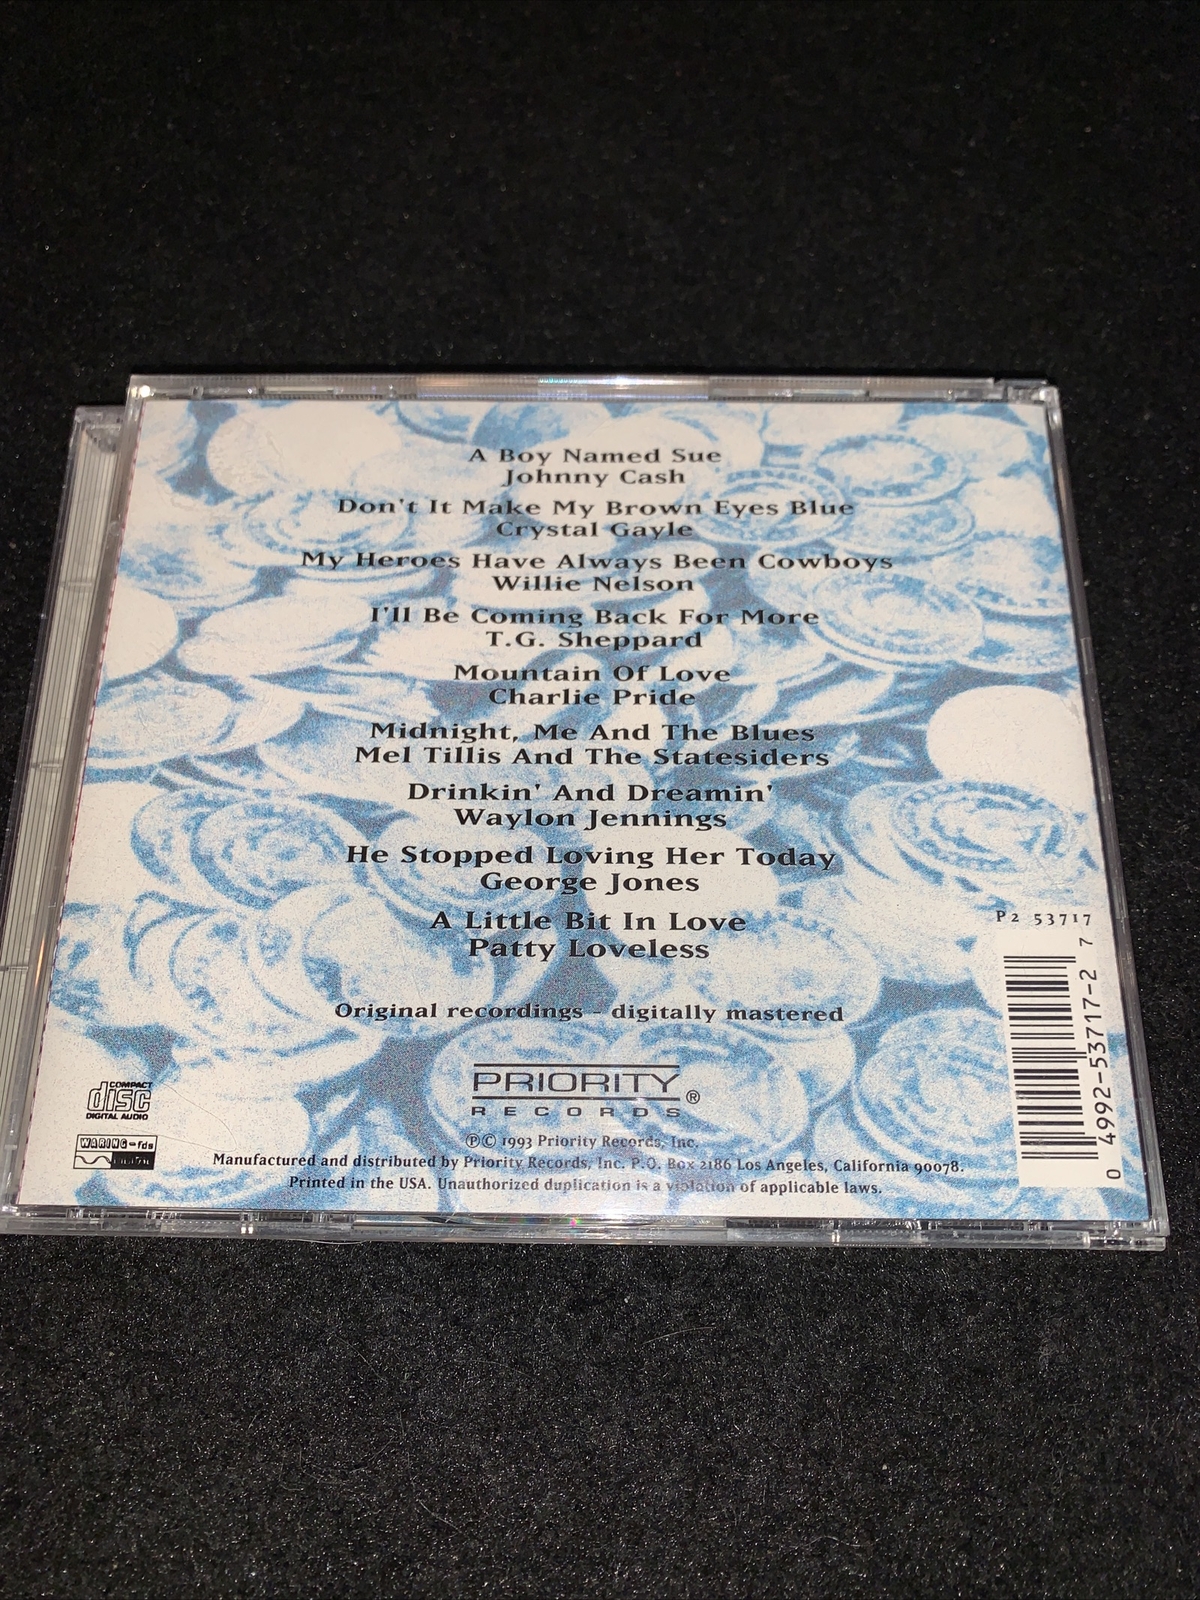 A Boy Named Sue
Johnny Cash
Don't It Make My Brown Eyes Blue
Crystal Gayle
My Heroes Have Always Been Cowboys
Willie Nelson
I'll Be Coming Back For More
T.G. Sheppard
Mountain Of Love
Charlie Pride
Midnight, Me And The Blues
Mel Tillis And The Statesiders
Drinkin' And Dreamin'
Waylon Jennings
He Stopped Loving Her Today
George Jones
A Little Bit In Love
Patty Loveless
P2 53717
0 4992-53717-2 7
Original recordings - digitally mastered
PRIORITY®
RECORDS
COMPACT
disc
DIGITAL AUDIO
WARING-fds
℗© 1993 Priority Records, Inc.
Manufactured and distributed by Priority Records, Inc. P.O. Box 2186 Los Angeles, California 90078.
Printed in the USA. Unauthorized duplication is a violation of applicable laws.